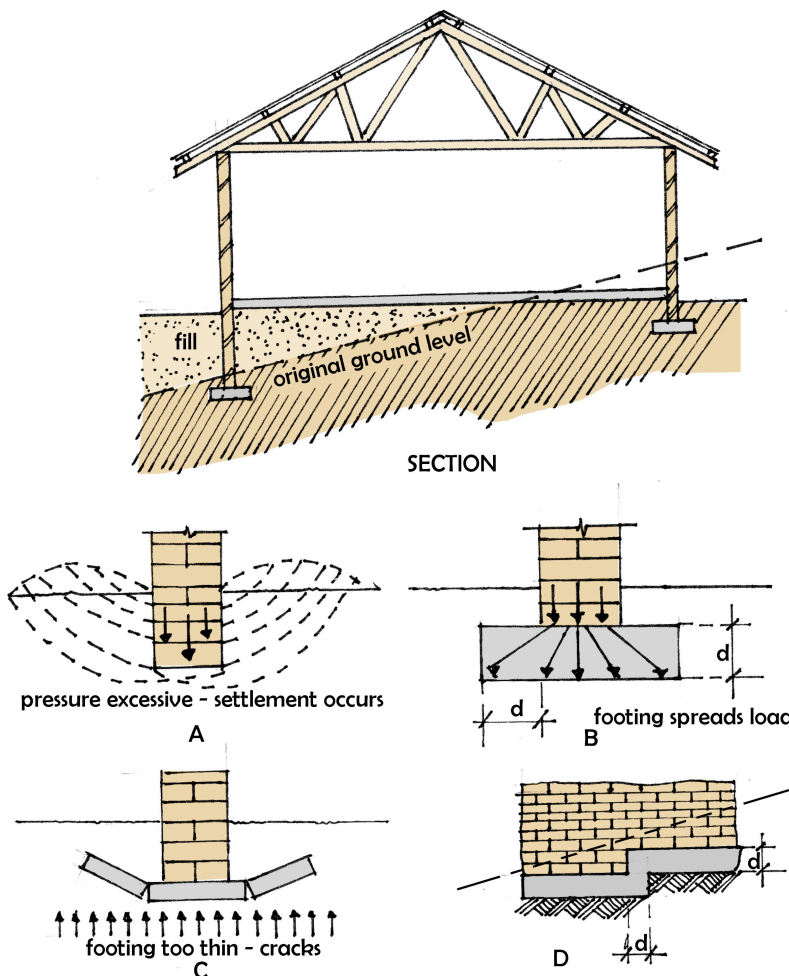 fill
original ground level
SECTION
pressure excessive - settlement occurs
A
d
d
footing spreads load
B
footing too thin - cracks
C
d
d
D